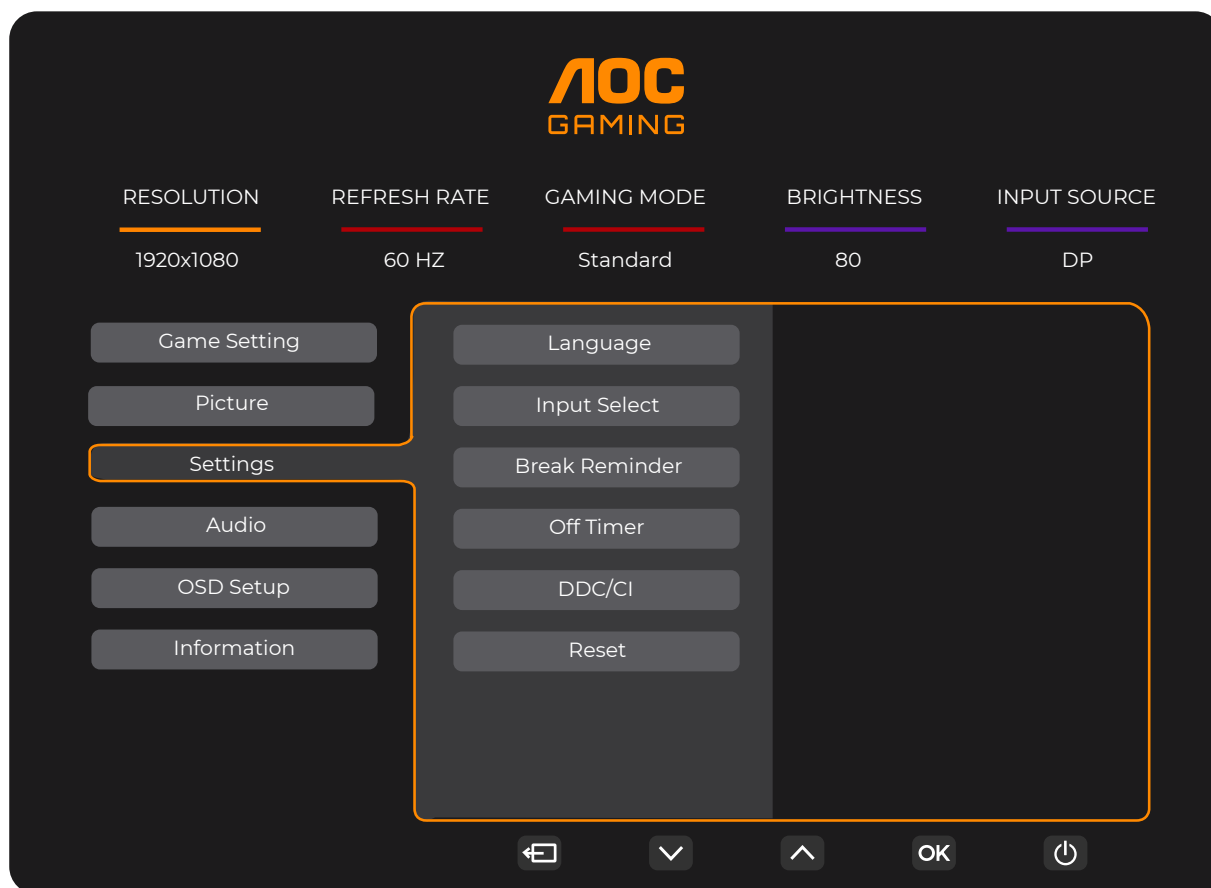 AOC
GAMING
RESOLUTION REFRESH RATE GAMING MODE BRIGHTNESS INPUT SOURCE
1920x1080 60 HZ Standard 80 DP
Game Setting
Picture
Settings
Audio
OSD Setup
Information
Language
Input Select
Break Reminder
Off Timer
DDC/CI
Reset
OK